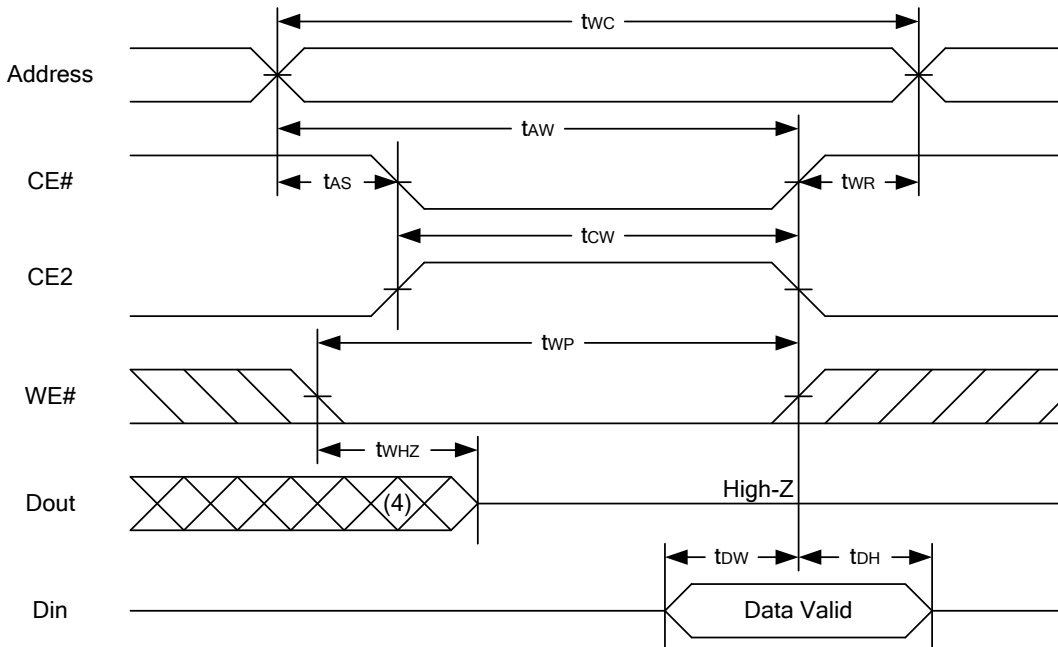 tWC
Address
tAW
CE#
tAS
tWR
tCW
CE2
tWP
WE#
tWHZ
Dout
(4)
High-Z
tDW
tDH
Din
Data Valid